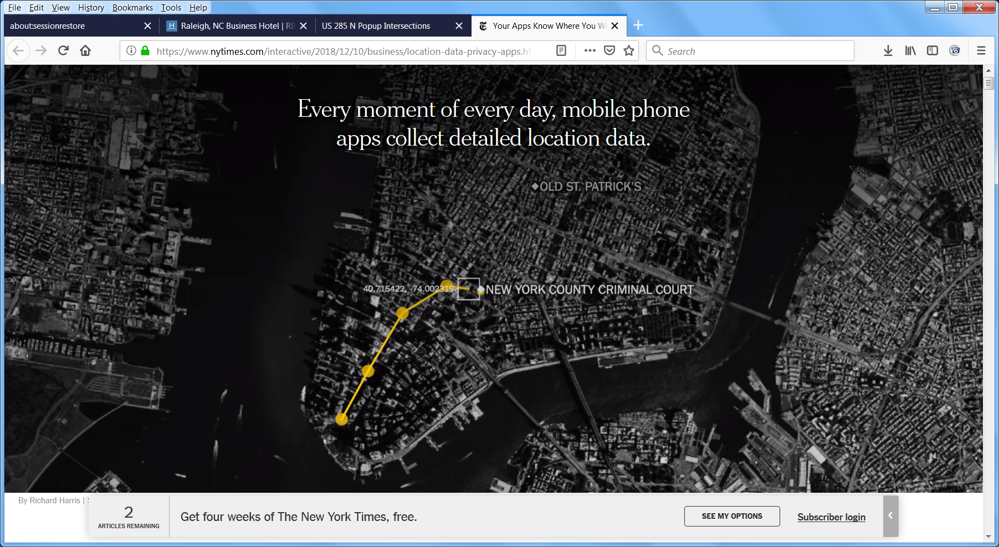 File Edit View History Bookmarks Tools Help
about:sessionrestore
Raleigh, NC Business Hotel | RB
US 285 N Popup Intersections
Your Apps Know Where You
https://www.nytimes.com/interactive/2018/12/10/business/location-data-privacy-apps.ht
Search
Every moment of every day, mobile phone
apps collect detailed location data.
OLD ST. PATRICK'S
40.715422, -74.002319
NEW YORK COUNTY CRIMINAL COURT
By Richard Harris |
2
ARTICLES REMAINING
Get four weeks of The New York Times, free.
SEE MY OPTIONS
Subscriber login